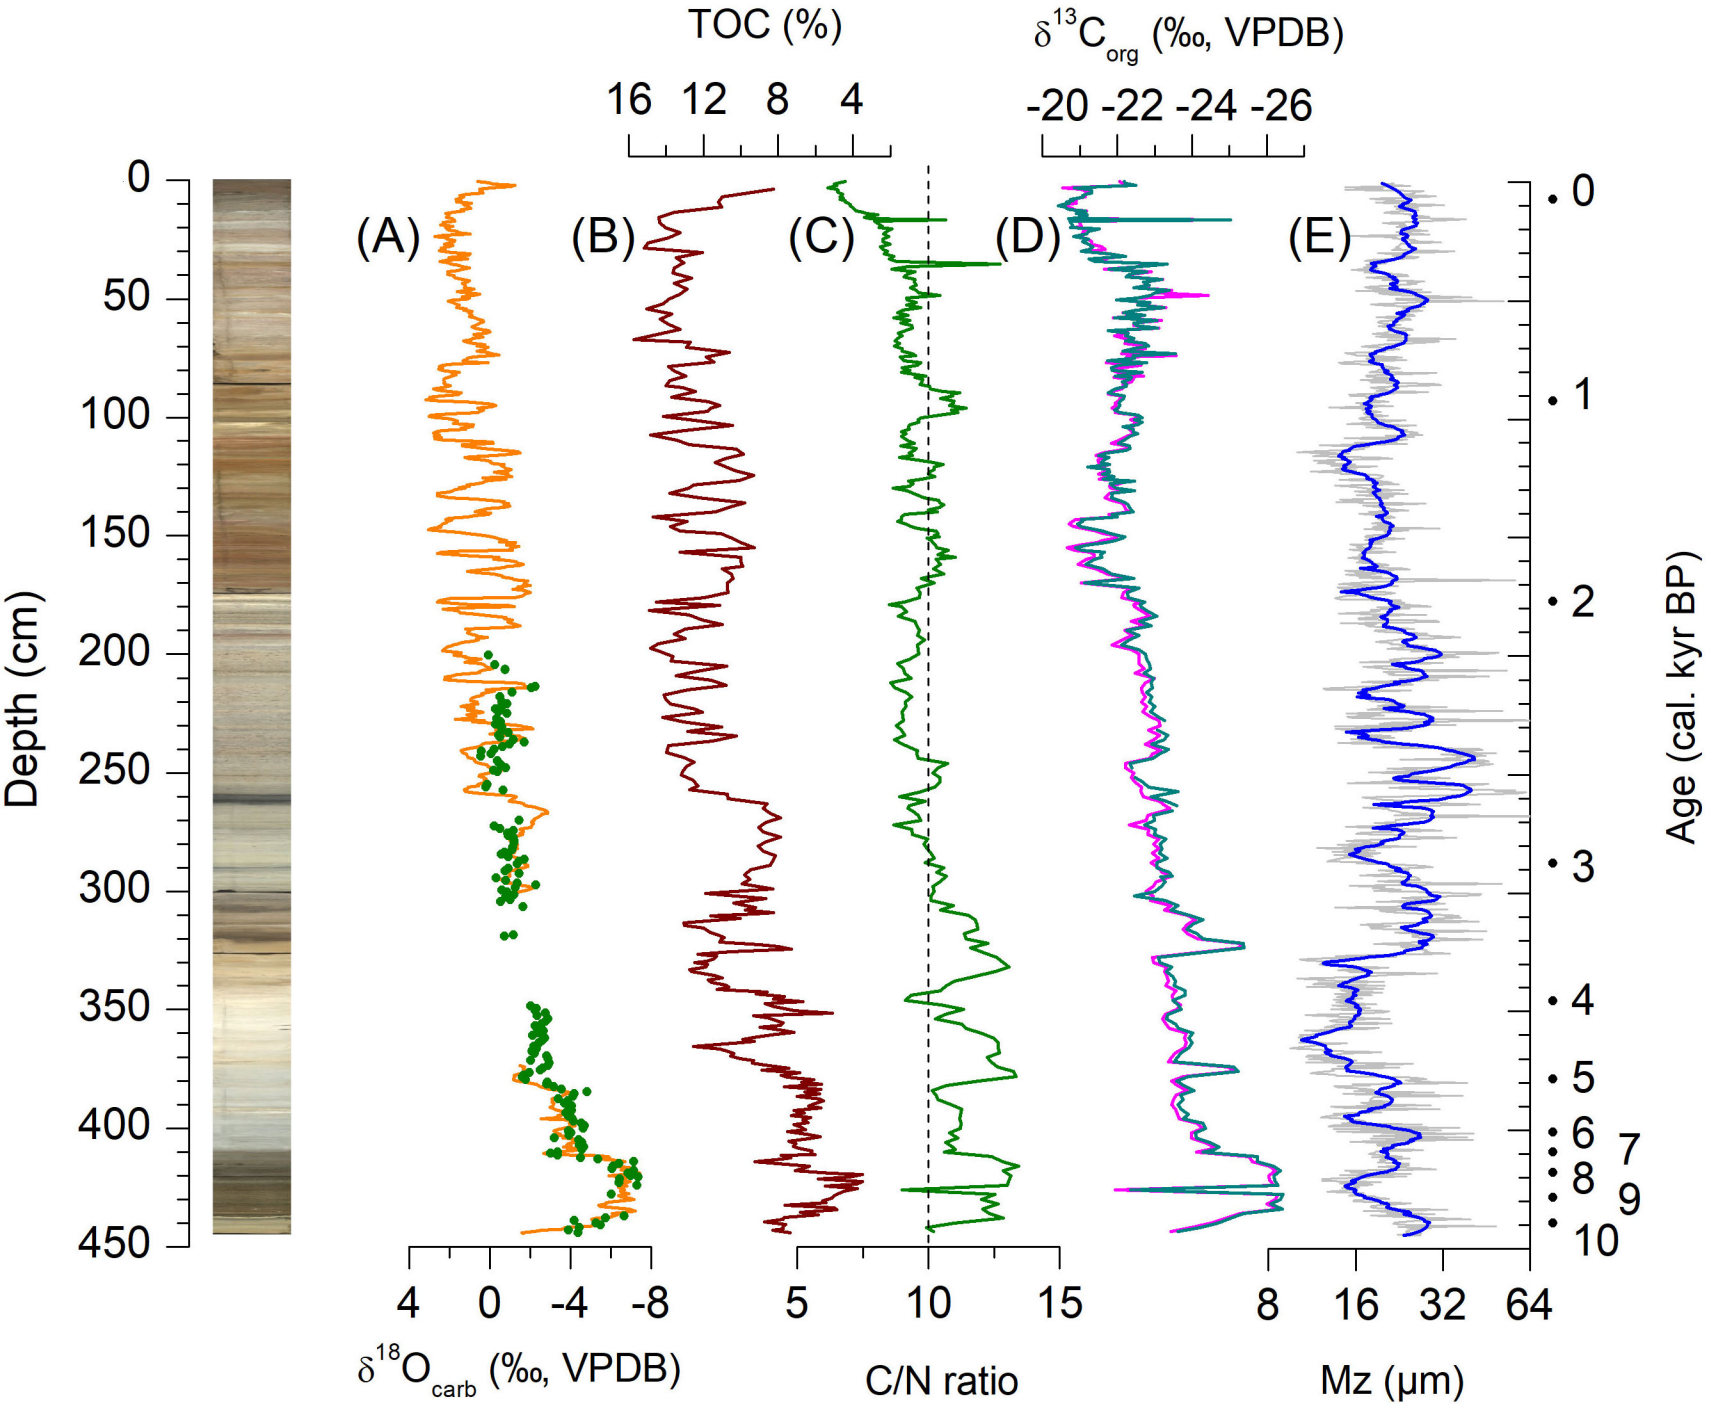 TOC (%)
δ13Corg (‰, VPDB)
16 12 8 4
-20 -22 -24 -26
(A) (B) (C) (D) (E)
Depth (cm)
0
50
100
150
200
250
300
350
400
450
Age (cal. kyr BP)
0
1
2
3
4
5
6
7
8
9
10
4 0 -4 -8
5 10 15
8 16 32 64
δ18Ocarb (‰, VPDB)
C/N ratio
Mz (μm)